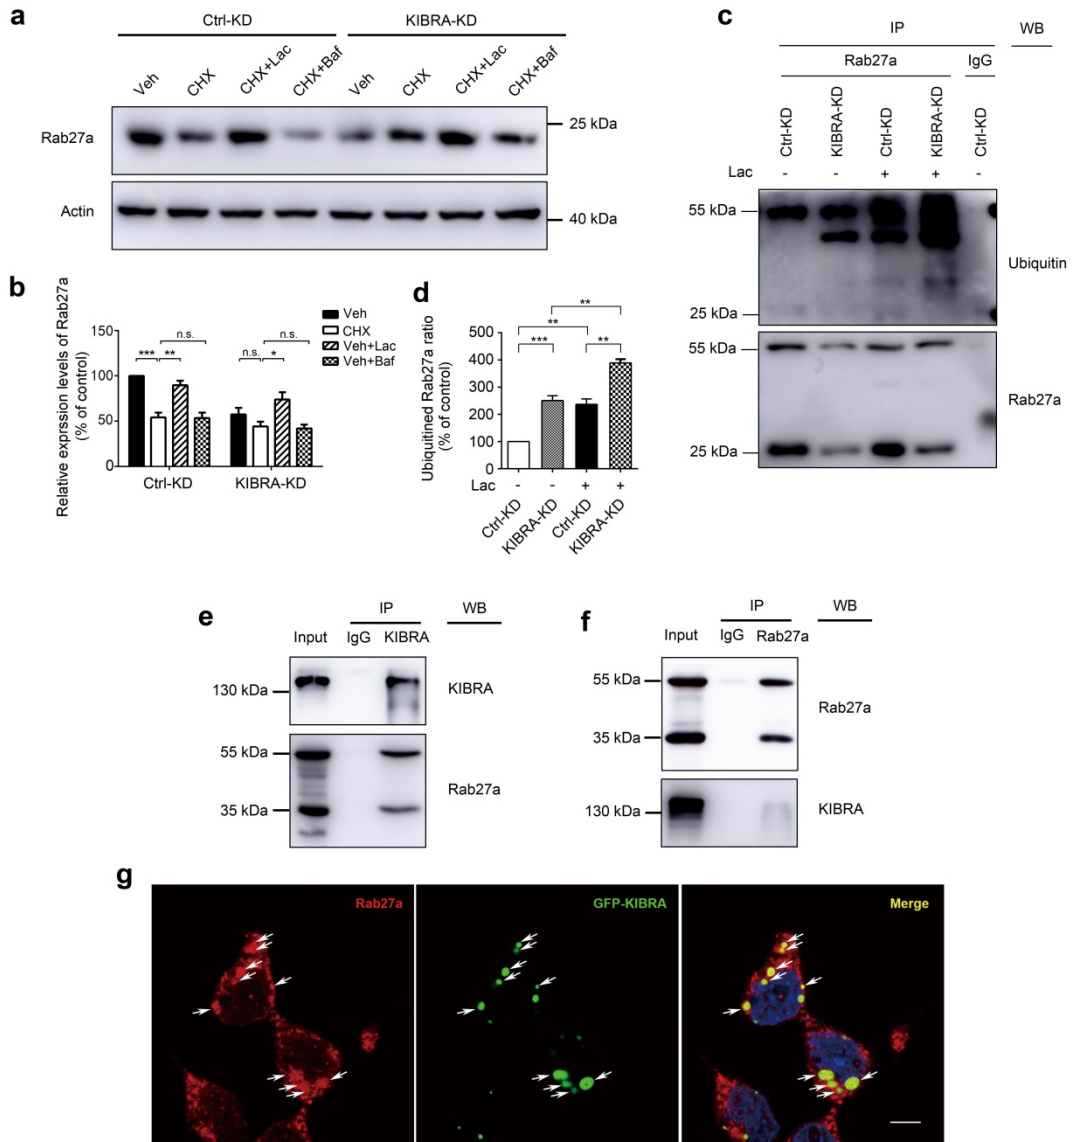 a
Ctrl-KD KIBRA-KD
Veh CHX CHX+Lac CHX+Baf Veh CHX CHX+Lac CHX+Baf
Rab27a
25 kDa
Actin
40 kDa
b
Relative exprssion levels of Rab27a
(% of control)
150
100
50
0
*** ** n.s.
n.s. * n.s.
Ctrl-KD KIBRA-KD
Veh
CHX
Veh+Lac
Veh+Baf
c
IP WB
Rab27a IgG
Ctrl-KD KIBRA-KD Ctrl-KD KIBRA-KD Ctrl-KD
Lac - - + + -
55 kDa
Ubiquitin
25 kDa
55 kDa
Rab27a
25 kDa
d
Ubiquitined Rab27a ratio
(% of control)
500
400
300
200
100
0
**
**
*** **
Lac - - + +
Ctrl-KD KIBRA-KD Ctrl-KD KIBRA-KD
e
IP WB
Input IgG KIBRA
130 kDa
KIBRA
55 kDa
Rab27a
35 kDa
f
IP WB
Input IgG Rab27a
55 kDa
Rab27a
35 kDa
130 kDa
KIBRA
g
Rab27a GFP-KIBRA Merge